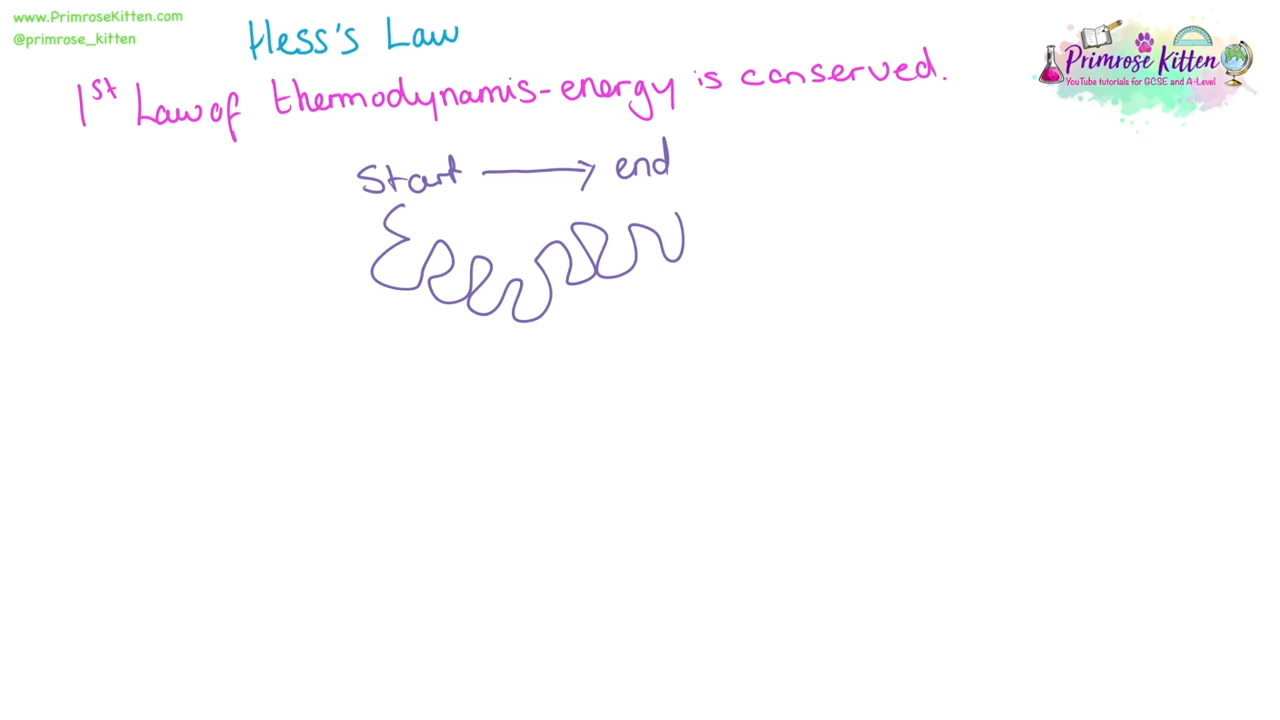 www.PrimroseKitten.com
@primrose_kitten
Hess's Law
Primrose Kitten
YouTube tutorials for GCSE and A-Level
1st Law of thermodynamis - energy is conserved.
Start → end